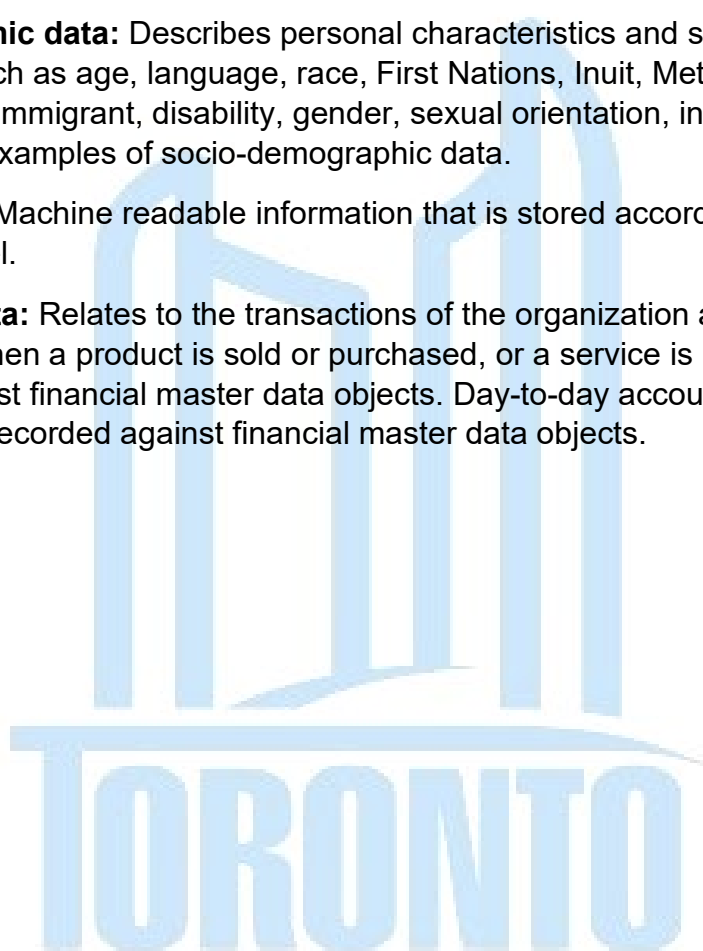 nic data: Describes personal characteristics and s
ch as age, language, race, First Nations, Inuit, Met
mmigrant, disability, gender, sexual orientation, in
xamples of socio-demographic data.
Machine readable information that is stored accord
l.
ta: Relates to the transactions of the organization a
hen a product is sold or purchased, or a service is
st financial master data objects. Day-to-day accou
ecorded against financial master data objects.
TORONTO